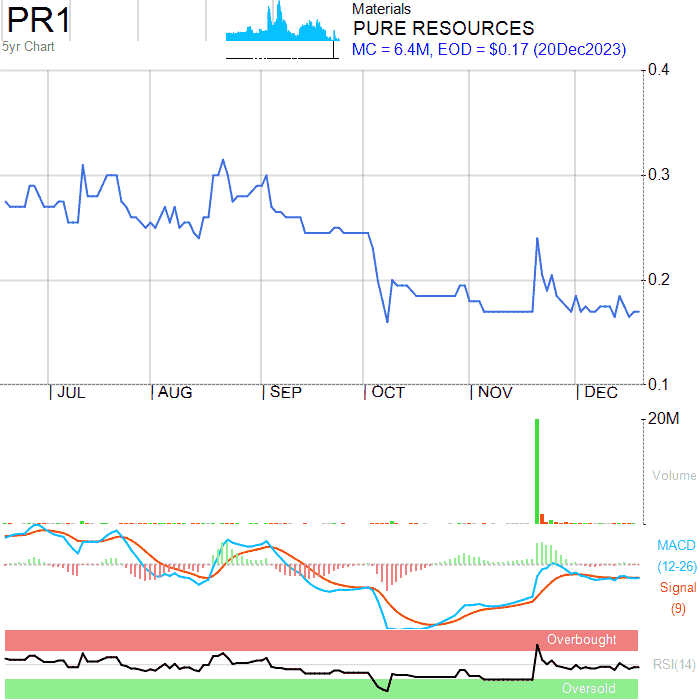 PR1
5yr Chart
Materials
PURE RESOURCES
MC = 6.4M, EOD = $0.17 (20Dec2023)
0.4
0.3
0.2
0.1
JUL
AUG
SEP
OCT
NOV
DEC
20M
Volume
MACD
(12-26)
Signal
(9)
Overbought
RSI(14)
Oversold